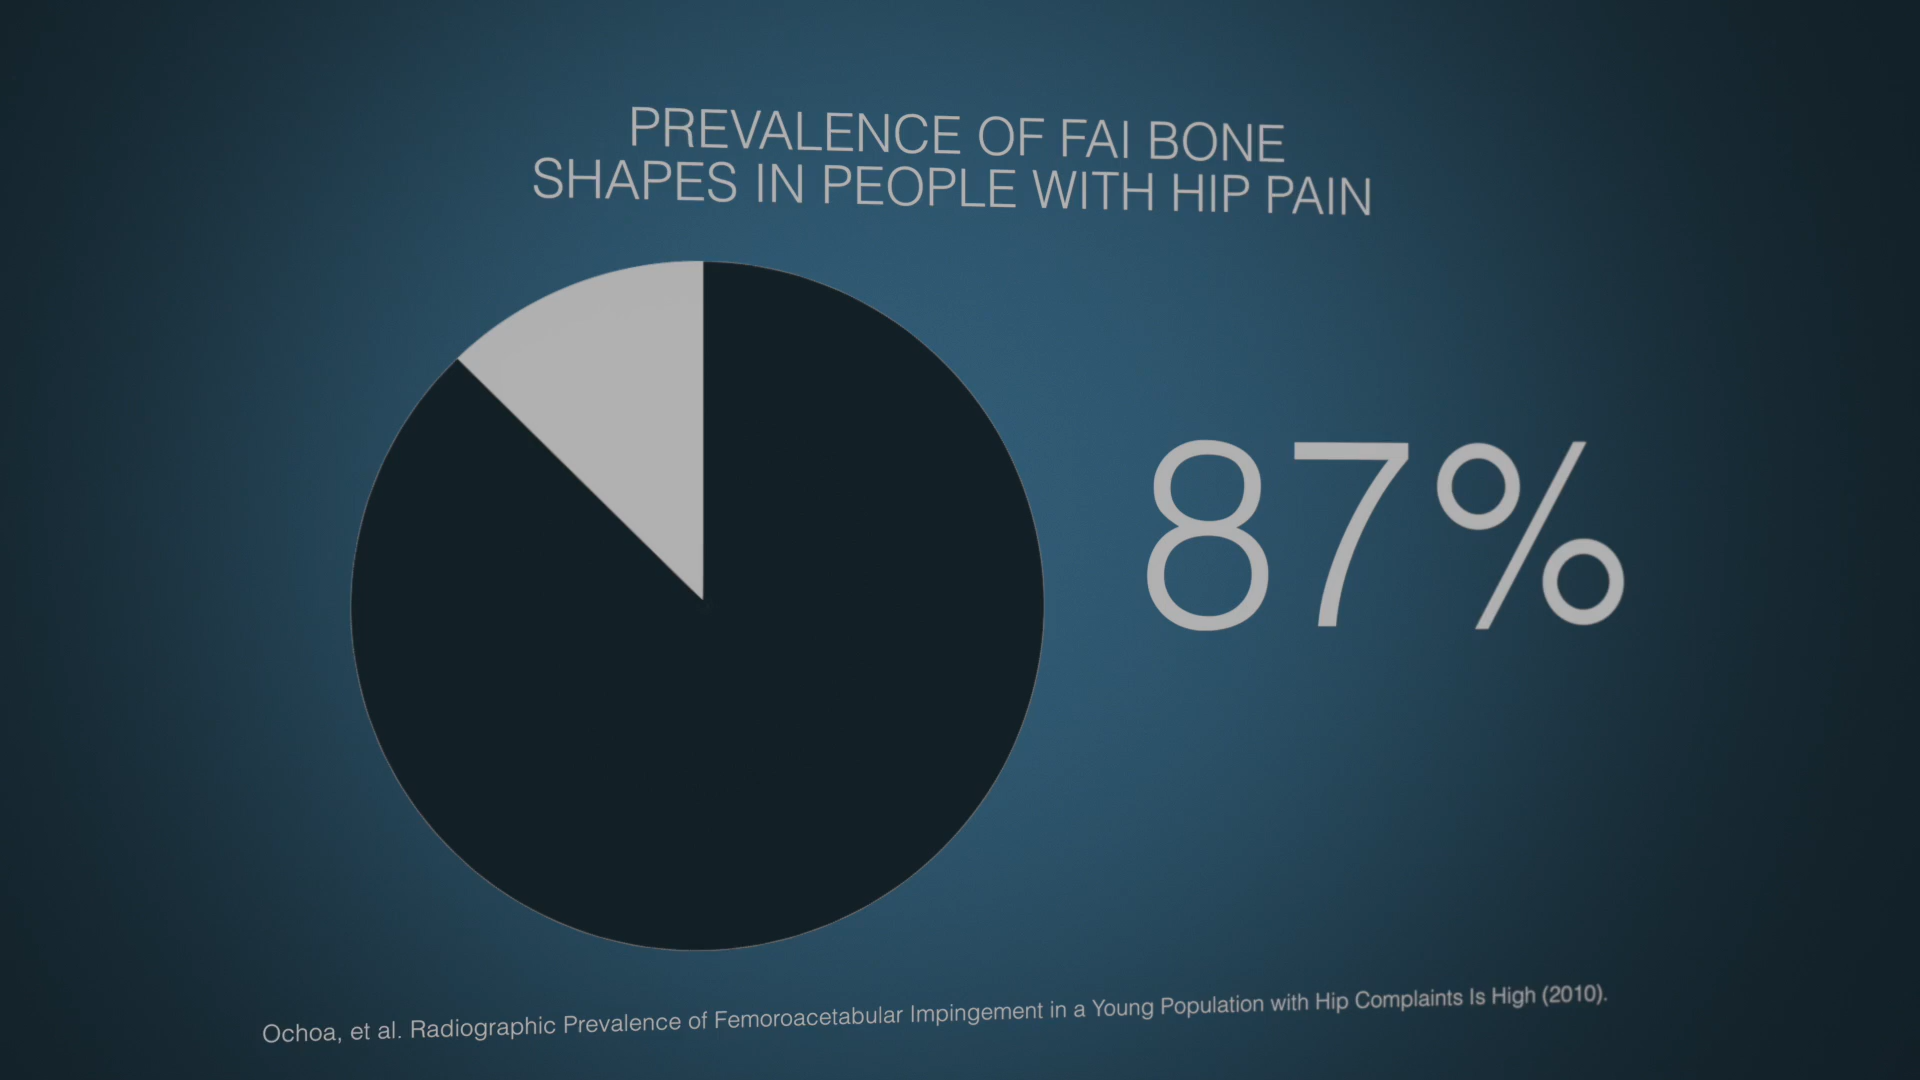 PREVALENCE OF FAI BONE
SHAPES IN PEOPLE WITH HIP PAIN
87%
Ochoa, et al. Radiographic Prevalence of Femoroacetabular Impingement in a Young Population with Hip Complaints Is High (2010).